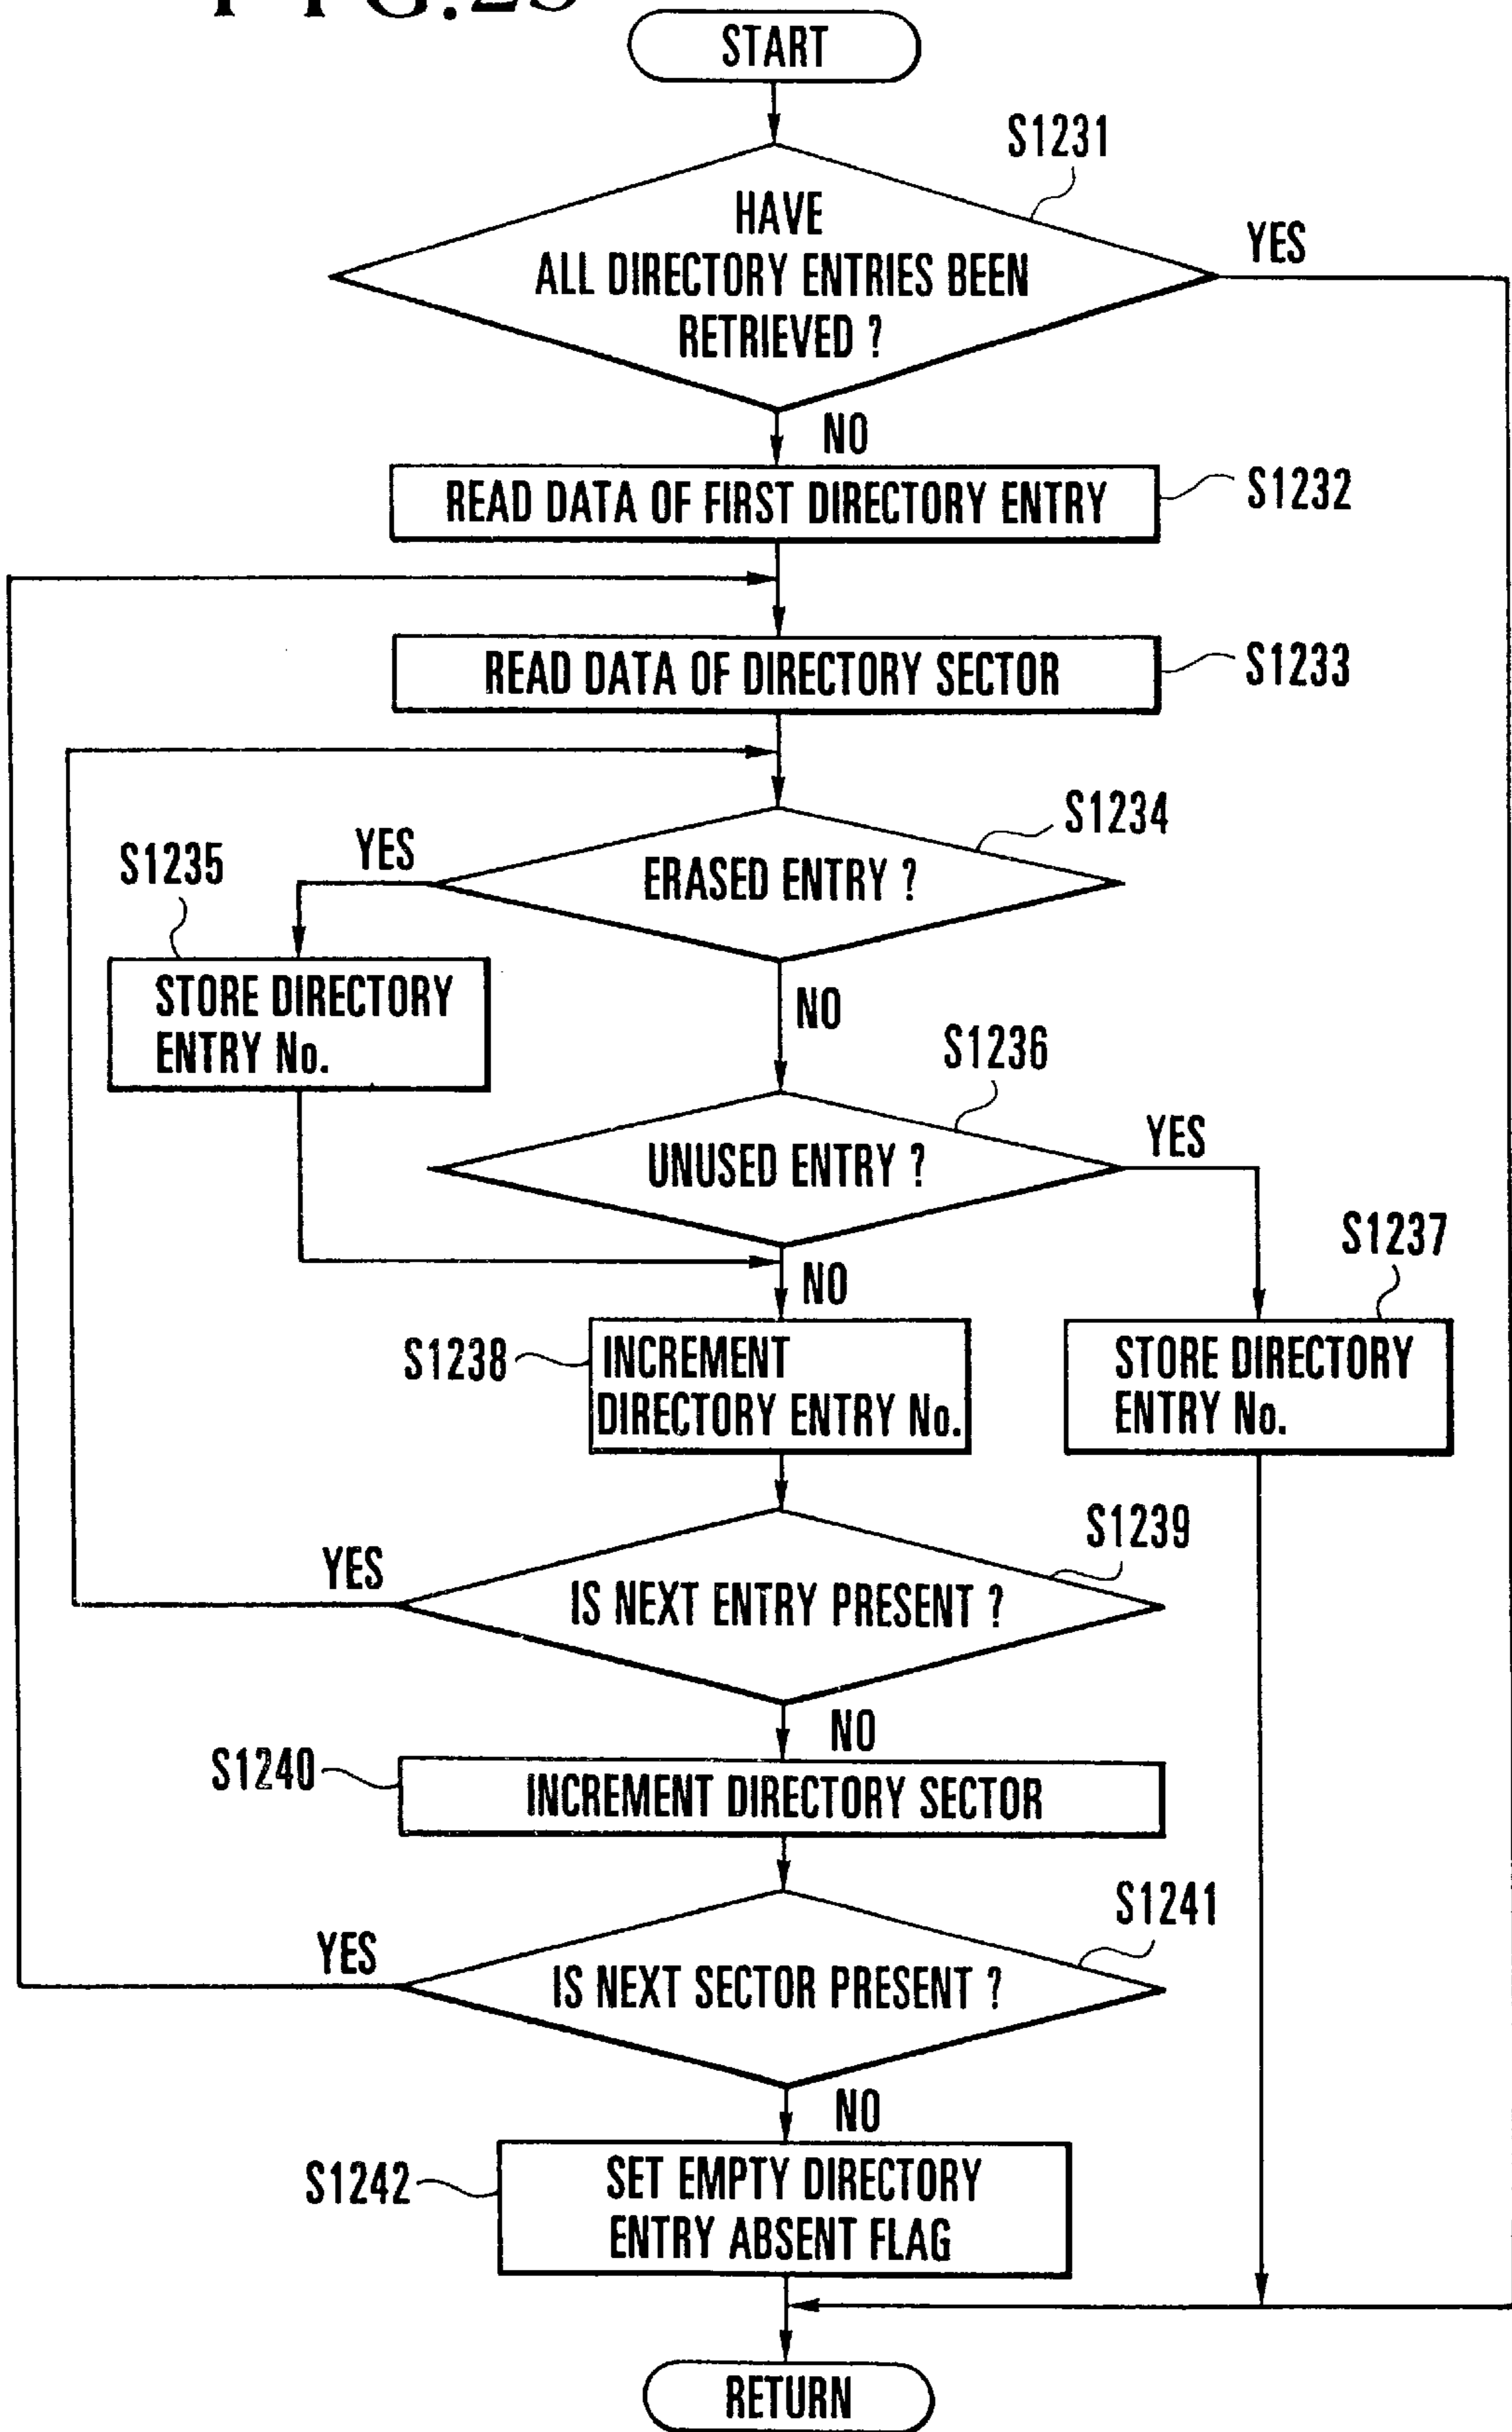 START
S1231
HAVE
ALL DIRECTORY ENTRIES BEEN
RETRIEVED ?
YES
NO
READ DATA OF FIRST DIRECTORY ENTRY
S1232
READ DATA OF DIRECTORY SECTOR
S1233
S1234
YES
S1235
ERASED ENTRY ?
STORE DIRECTORY
ENTRY No.
NO
S1236
YES
UNUSED ENTRY ?
S1237
NO
S1238
INCREMENT
DIRECTORY ENTRY No.
STORE DIRECTORY
ENTRY No.
S1239
YES
IS NEXT ENTRY PRESENT ?
NO
S1240
INCREMENT DIRECTORY SECTOR
S1241
YES
IS NEXT SECTOR PRESENT ?
NO
S1242
SET EMPTY DIRECTORY
ENTRY ABSENT FLAG
RETURN